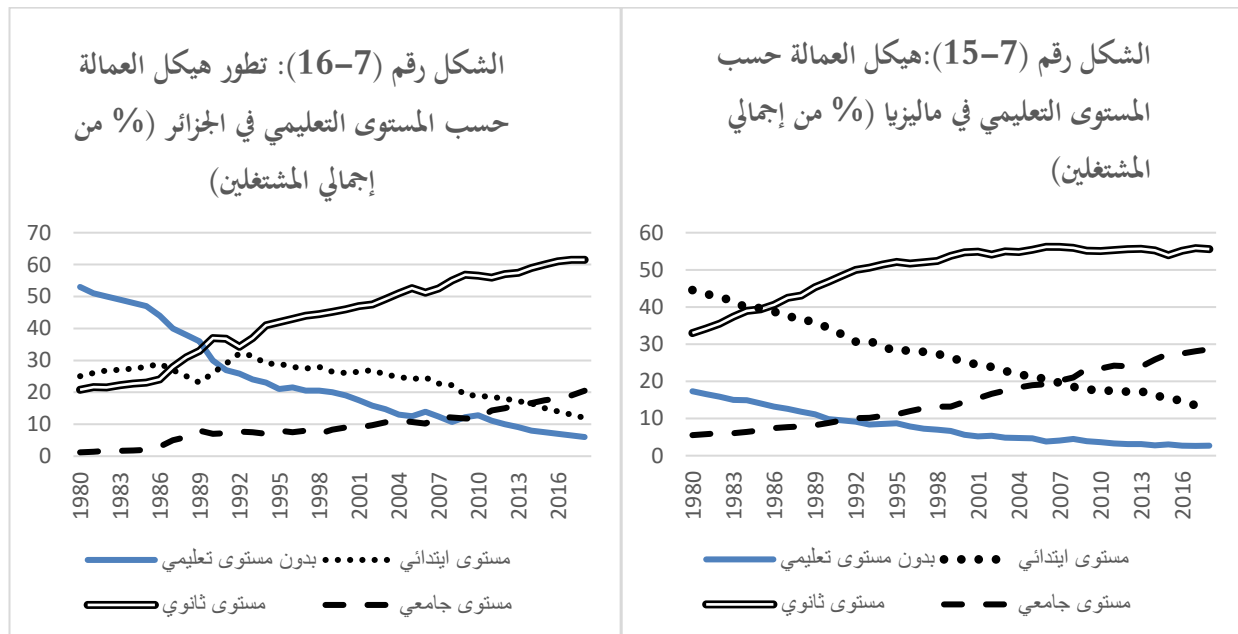 الشكل رقم (7–15):هيكل العمالة حسب
المستوى التعليمي في ماليزيا (% من إجمالي
المشتغلين)
60
50
40
30
20
10
0
1980
1983
1986
1989
1992
1995
1998
2001
2004
2007
2010
2013
2016
بدون مستوى تعليمي
مستوى ابتدائي
مستوى ثانوي
مستوى جامعي
الشكل رقم (7–16): تطور هيكل العمالة
حسب المستوى التعليمي في الجزائر (% من
إجمالي المشتغلين)
70
60
50
40
30
20
10
0
1980
1983
1986
1989
1992
1995
1998
2001
2004
2007
2010
2013
2016
بدون مستوى تعليمي
مستوى ابتدائي
مستوى ثانوي
مستوى جامعي